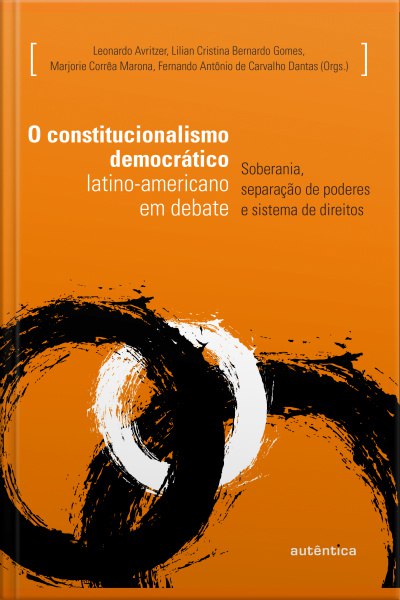 Leonardo Avritzer, Lilian Cristina Bernardo Gomes,
Marjorie Corrêa Marona, Fernando Antônio de Carvalho Dantas (Orgs.)
O constitucionalismo
democrático
latino-americano
em debate
Soberania,
separação de poderes
e sistema de direitos
autêntica